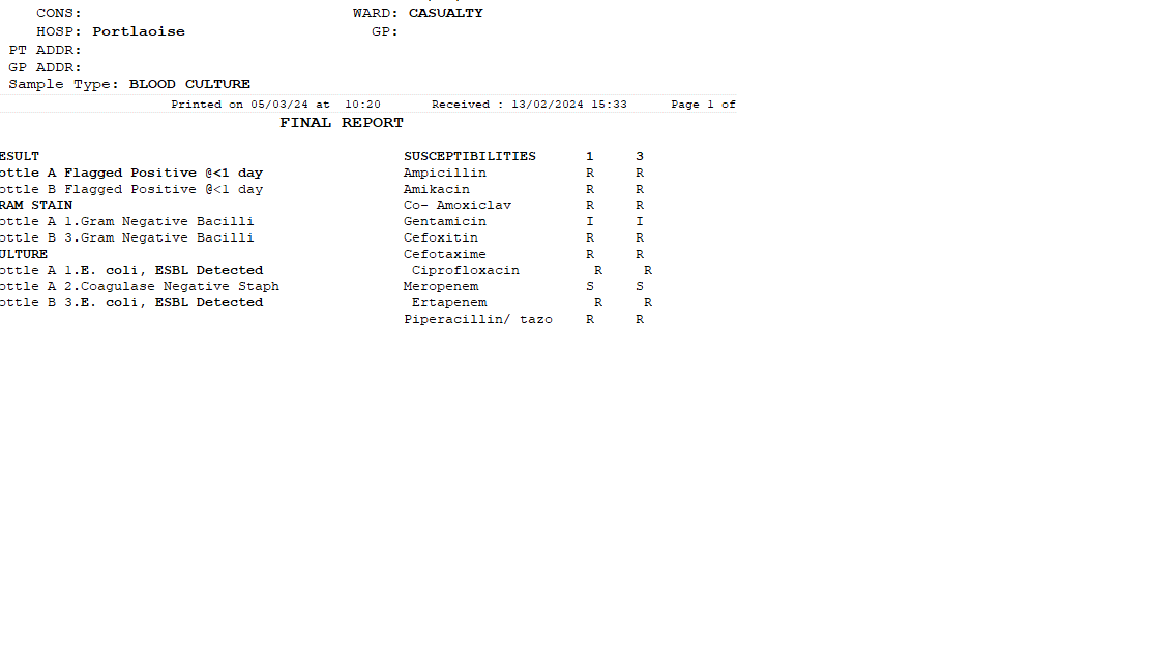 CONS: WARD: CASUALTY
HOSP: Portlaoise GP:
PT ADDR:
GP ADDR:
Sample Type: BLOOD CULTURE
Printed on 05/03/24 at 10:20 Received : 13/02/2024 15:33 Page 1 of
FINAL REPORT
ESULT SUSCEPTIBILITIES 1 3
ottle A Flagged Positive @<1 day Ampicillin R R
ottle B Flagged Positive @<1 day Amikacin R R
RAM STAIN Co- Amoxiclav R R
ottle A 1.Gram Negative Bacilli Gentamicin I I
ottle B 3.Gram Negative Bacilli Cefoxitin R R
ULTURE Cefotaxime R R
ottle A 1.E. coli, ESBL Detected Ciprofloxacin R R
ottle A 2.Coagulase Negative Staph Meropenem S S
ottle B 3.E. coli, ESBL Detected Ertapenem R R
Piperacillin/ tazo R R